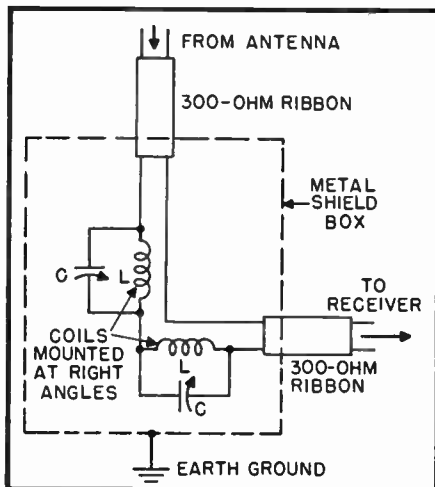 FROM ANTENNA
300-OHM RIBBON
METAL
SHIELD
BOX
C
L
TO
RECEIVER
COILS
MOUNTED
AT RIGHT
ANGLES
L
C
300-OHM
RIBBON
EARTH GROUND